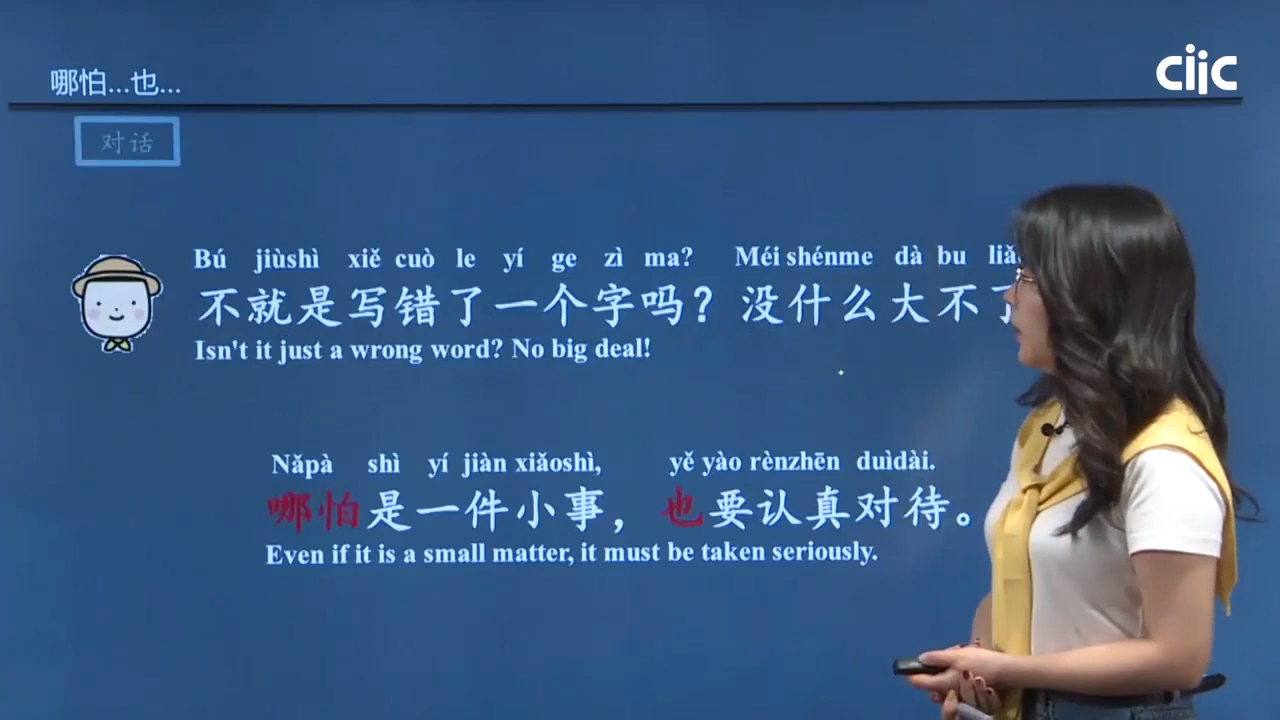 哪怕...也...
ciic
对话
Bú jiùshì xiě cuò le yí ge zì ma? Méi shénme dà bu
不就是写错了一个字吗？没什么大不
Isn't it just a wrong word? No big deal!
Nǎpà shì yí jiàn xiǎoshì, yě yào rènzhēn duìdài.
哪怕是一件小事，也要认真对待。
Even if it is a small matter, it must be taken seriously.